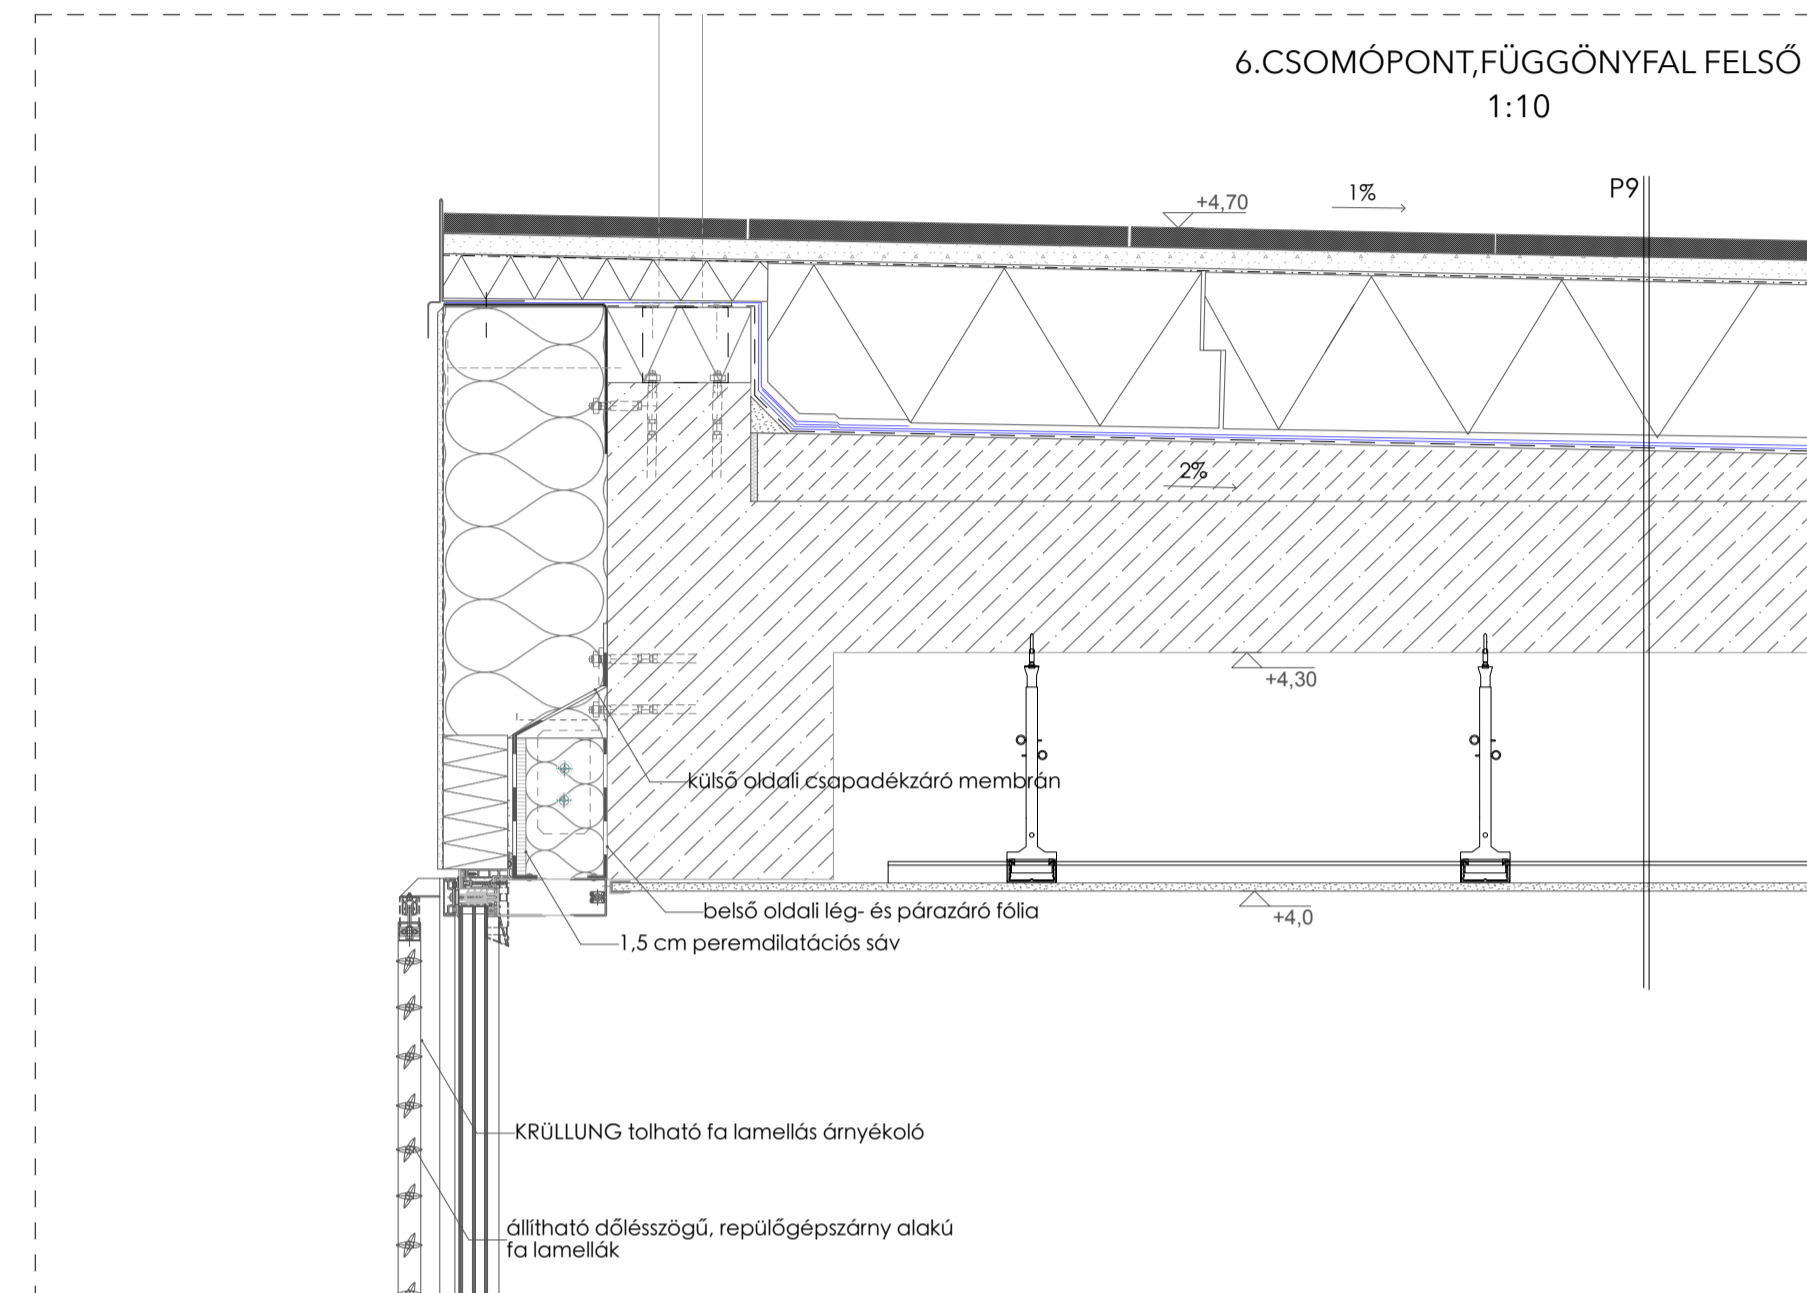 6.CSOMÓPONT,FÜGGÖNYFAL FELSŐ
1:10
P9
1%
+4,70
2%
+4,30
külső oldali csapadékzáró membrán
belső oldali lég- és párazáró fólia
+4,0
1,5 cm peremdilatációs sáv
KRüLLUNG tolható fa lamellás árnyékoló
állítható dőlésszögű, repülőgépszárny alakú
fa lamellák